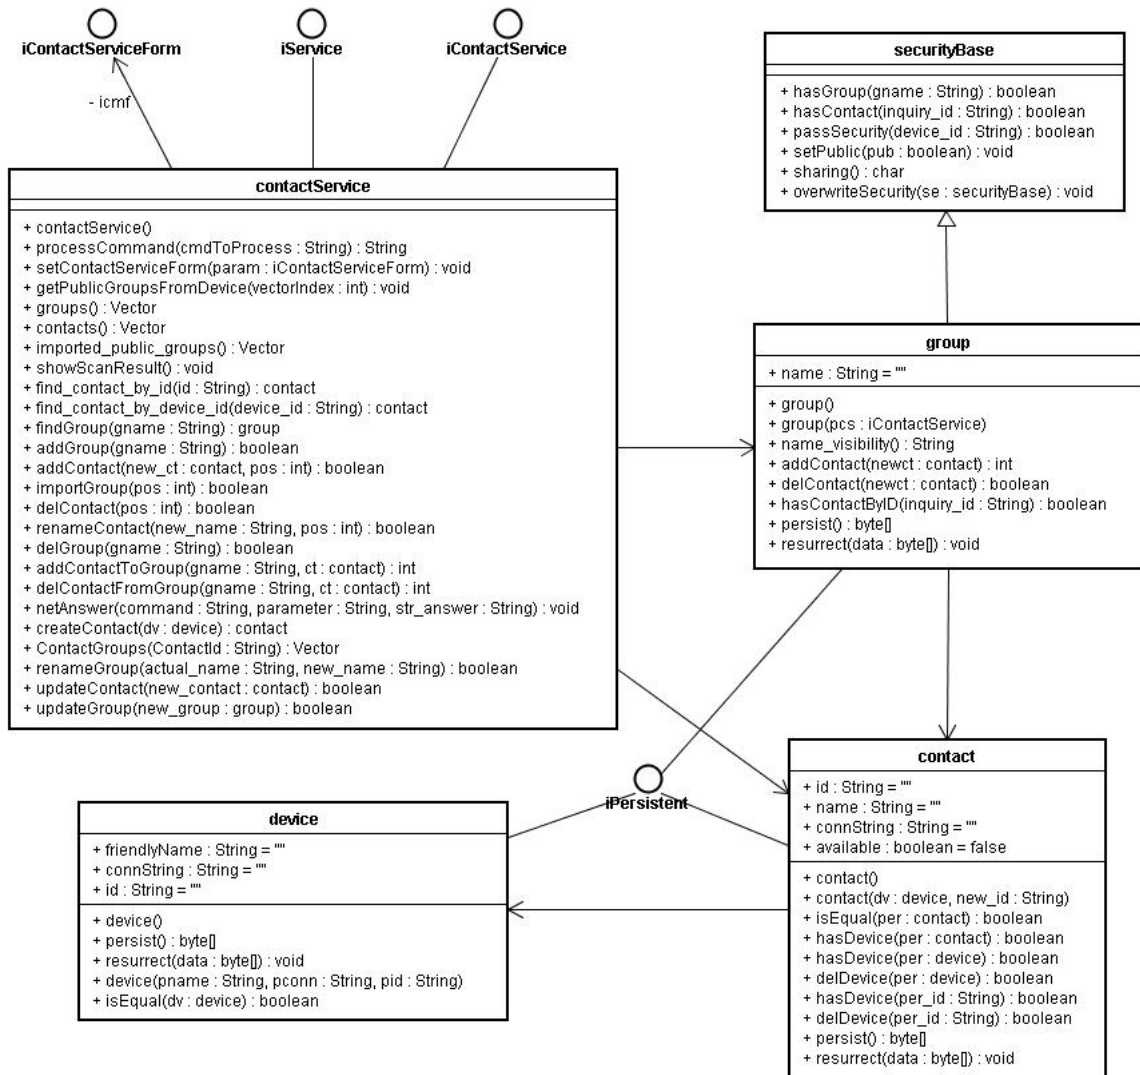 iContactServiceForm
iService
iContactService
- icmf
contactService
+ contactService()
+ processCommand(cmdToProcess : String) : String
+ setContactServiceForm(param : iContactServiceForm) : void
+ getPublicGroupsFromDevice(vectorIndex : int) : void
+ groups() : Vector
+ contacts() : Vector
+ imported_public_groups() : Vector
+ showScanResult() : void
+ find_contact_by_id(id : String) : contact
+ find_contact_by_device_id(device_id : String) : contact
+ findGroup(gname : String) : group
+ addGroup(gname : String) : boolean
+ addContact(new_ct : contact, pos : int) : boolean
+ importGroup(pos : int) : boolean
+ delContact(pos : int) : boolean
+ renameContact(new_name : String, pos : int) : boolean
+ delGroup(gname : String) : boolean
+ addContactToGroup(gname : String, ct : contact) : int
+ delContactFromGroup(gname : String, ct : contact) : int
+ netAnswer(command : String, parameter : String, str_answer : String) : void
+ createContact(dv : device) : contact
+ ContactGroups(ContactId : String) : Vector
+ renameGroup(actual_name : String, new_name : String) : boolean
+ updateContact(new_contact : contact) : boolean
+ updateGroup(new_group : group) : boolean
securityBase
+ hasGroup(gname : String) : boolean
+ hasContact(inquiry_id : String) : boolean
+ passSecurity(device_id : String) : boolean
+ setPublic(pub : boolean) : void
+ sharing() : char
+ overwriteSecurity(se : securityBase) : void
group
+ name : String = ""
+ group()
+ group(pcs : iContactService)
+ name_visibility() : String
+ addContact(newct : contact) : int
+ delContact(newct : contact) : boolean
+ hasContactByID(inquiry_id : String) : boolean
+ persist() : byte[]
+ resurrect(data : byte[]) : void
iPersistent
device
+ friendlyName : String = ""
+ connString : String = ""
+ id : String = ""
+ device()
+ persist() : byte[]
+ resurrect(data : byte[]) : void
+ device(pname : String, pconn : String, pid : String)
+ isEqual(dv : device) : boolean
contact
+ id : String = ""
+ name : String = ""
+ connString : String = ""
+ available : boolean = false
+ contact()
+ contact(dv : device, new_id : String)
+ isEqual(per : contact) : boolean
+ hasDevice(per : contact) : boolean
+ hasDevice(per : device) : boolean
+ delDevice(per : device) : boolean
+ hasDevice(per_id : String) : boolean
+ delDevice(per_id : String) : boolean
+ persist() : byte[]
+ resurrect(data : byte[]) : void